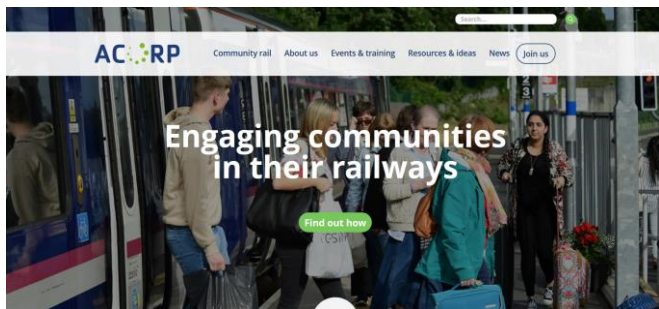 Search...
ACORP
Community rail About us Events & training Resources & ideas News Join us
Engaging communities
in their railways
Find out how